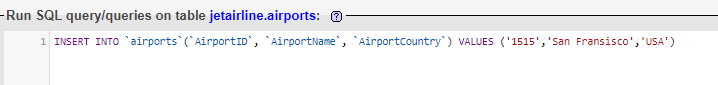 Run SQL query/queries on table jetairline.airports:
1 INSERT INTO `airports`(`AirportID`, `AirportName`, `AirportCountry`) VALUES ('1515','San Fransisco','USA')